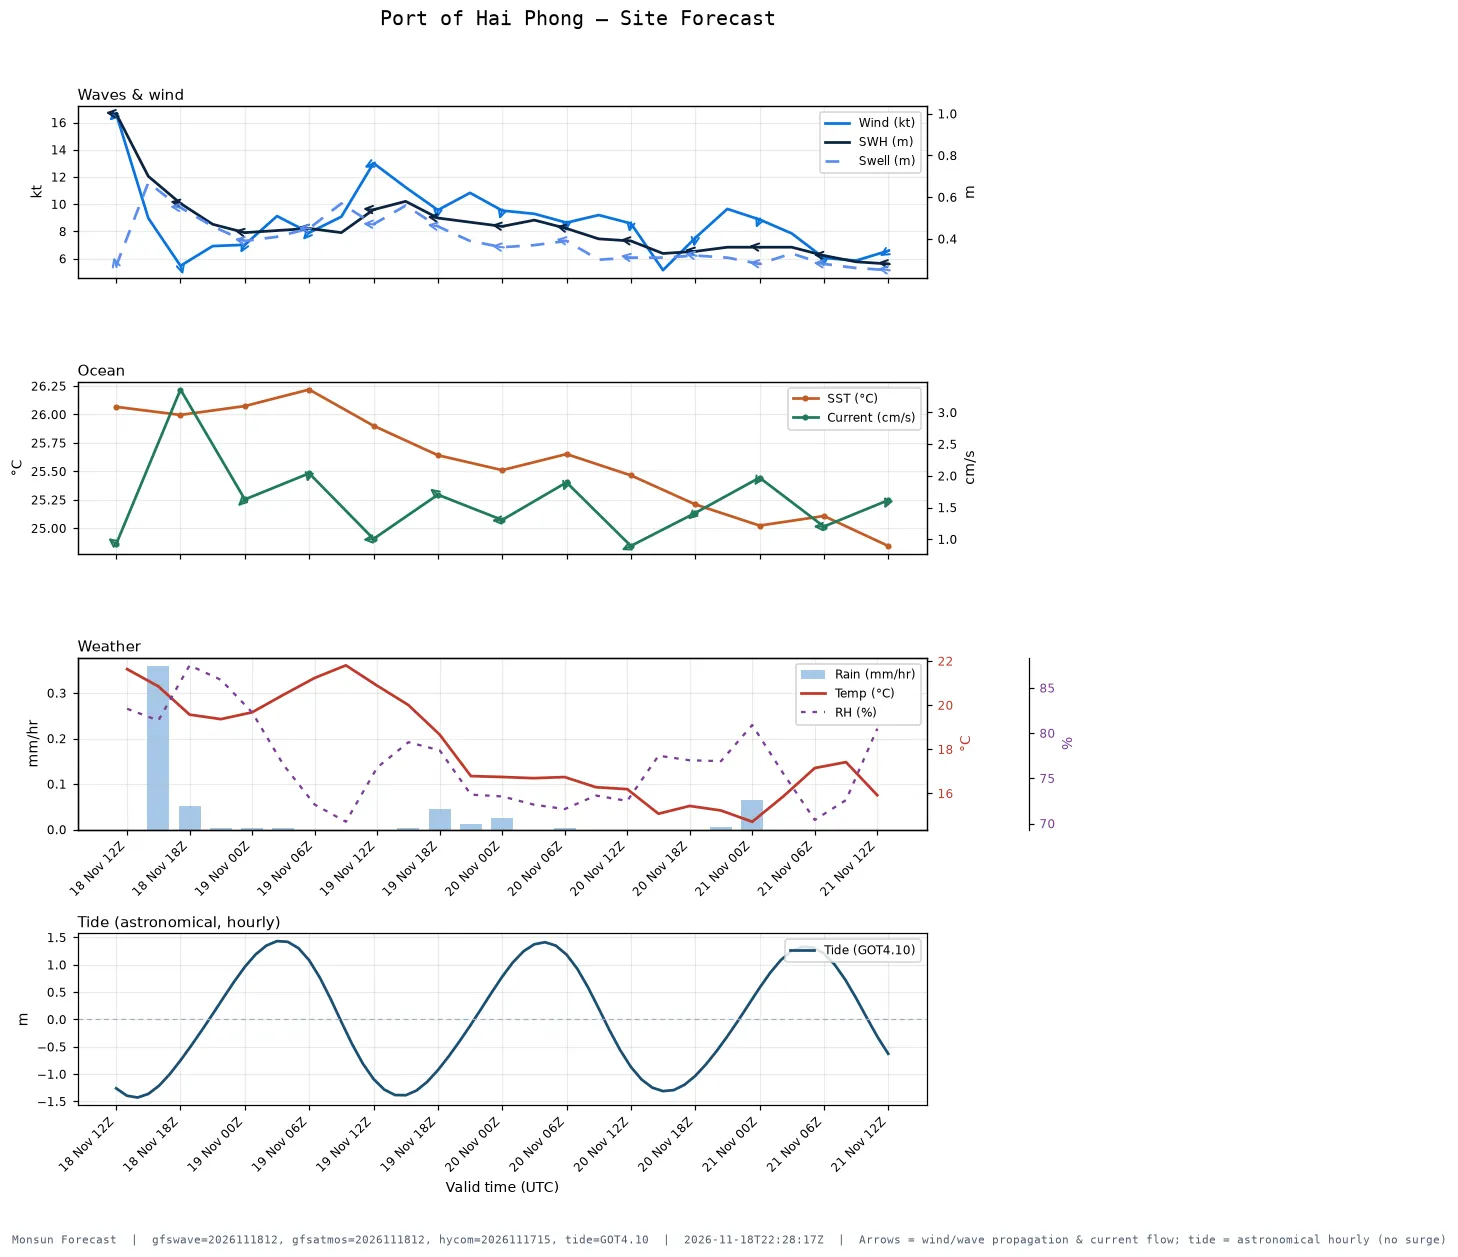 Port of Hai Phong — Site Forecast
Waves & wind
16
14
12
10
8
6
kt
1.0
0.8
0.6
0.4
m
Wind (kt)
SWH (m)
Swell (m)
Ocean
26.25
26.00
25.75
25.50
25.25
25.00
°C
3.0
2.5
2.0
1.5
1.0
cm/s
SST (°C)
Current (cm/s)
Weather
0.3
0.2
0.1
0.0
mm/hr
22
20
18
16
°C
85
80
75
70
%
Rain (mm/hr)
Temp (°C)
RH (%)
18 Nov 12Z
18 Nov 18Z
19 Nov 00Z
19 Nov 06Z
19 Nov 12Z
19 Nov 18Z
20 Nov 00Z
20 Nov 06Z
20 Nov 12Z
20 Nov 18Z
21 Nov 00Z
21 Nov 06Z
21 Nov 12Z
Tide (astronomical, hourly)
1.5
1.0
0.5
0.0
−0.5
−1.0
−1.5
m
Tide (GOT4.10)
18 Nov 12Z
18 Nov 18Z
19 Nov 00Z
19 Nov 06Z
19 Nov 12Z
19 Nov 18Z
20 Nov 00Z
20 Nov 06Z
20 Nov 12Z
20 Nov 18Z
21 Nov 00Z
21 Nov 06Z
21 Nov 12Z
Valid time (UTC)
Monsun Forecast | gfswave=2026111812, gfsatmos=2026111812, hycom=2026111715, tide=GOT4.10 | 2026-11-18T22:28:17Z | Arrows = wind/wave propagation & current flow; tide = astronomical hourly (no surge)